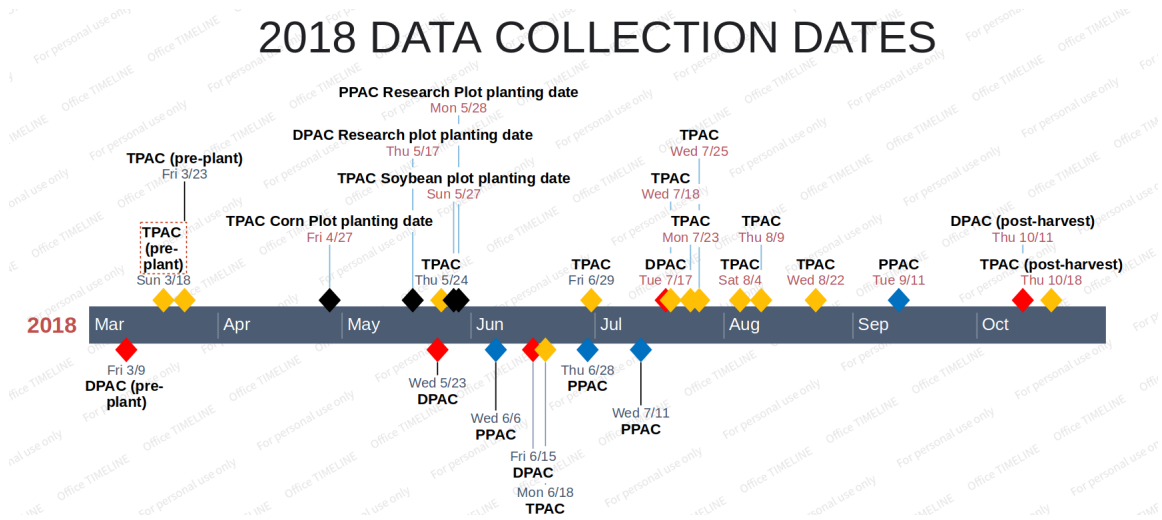 2018 DATA COLLECTION DATES
PPAC Research Plot planting date
Mon 5/28
DPAC Research plot planting date
Thu 5/17
TPAC
Wed 7/25
TPAC (pre-plant)
Fri 3/23
TPAC Soybean plot planting date
Sun 5/27
TPAC
Wed 7/18
TPAC
(pre-
plant)
Sun 3/18
TPAC Corn Plot planting date
Fri 4/27
TPAC
Mon 7/23
TPAC
Thu 8/9
DPAC (post-harvest)
Thu 10/11
TPAC
Thu 5/24
TPAC
Fri 6/29
DPAC
Tue 7/17
TPAC
Sat 8/4
TPAC
Wed 8/22
PPAC
Tue 9/11
TPAC (post-harvest)
Thu 10/18
2018 Mar Apr May Jun Jul Aug Sep Oct
Fri 3/9
DPAC (pre-
plant)
Wed 5/23
DPAC
Wed 6/6
PPAC
Fri 6/15
DPAC
Mon 6/18
TPAC
Thu 6/28
PPAC
Wed 7/11
PPAC
For personal use only
Office TIMELINE